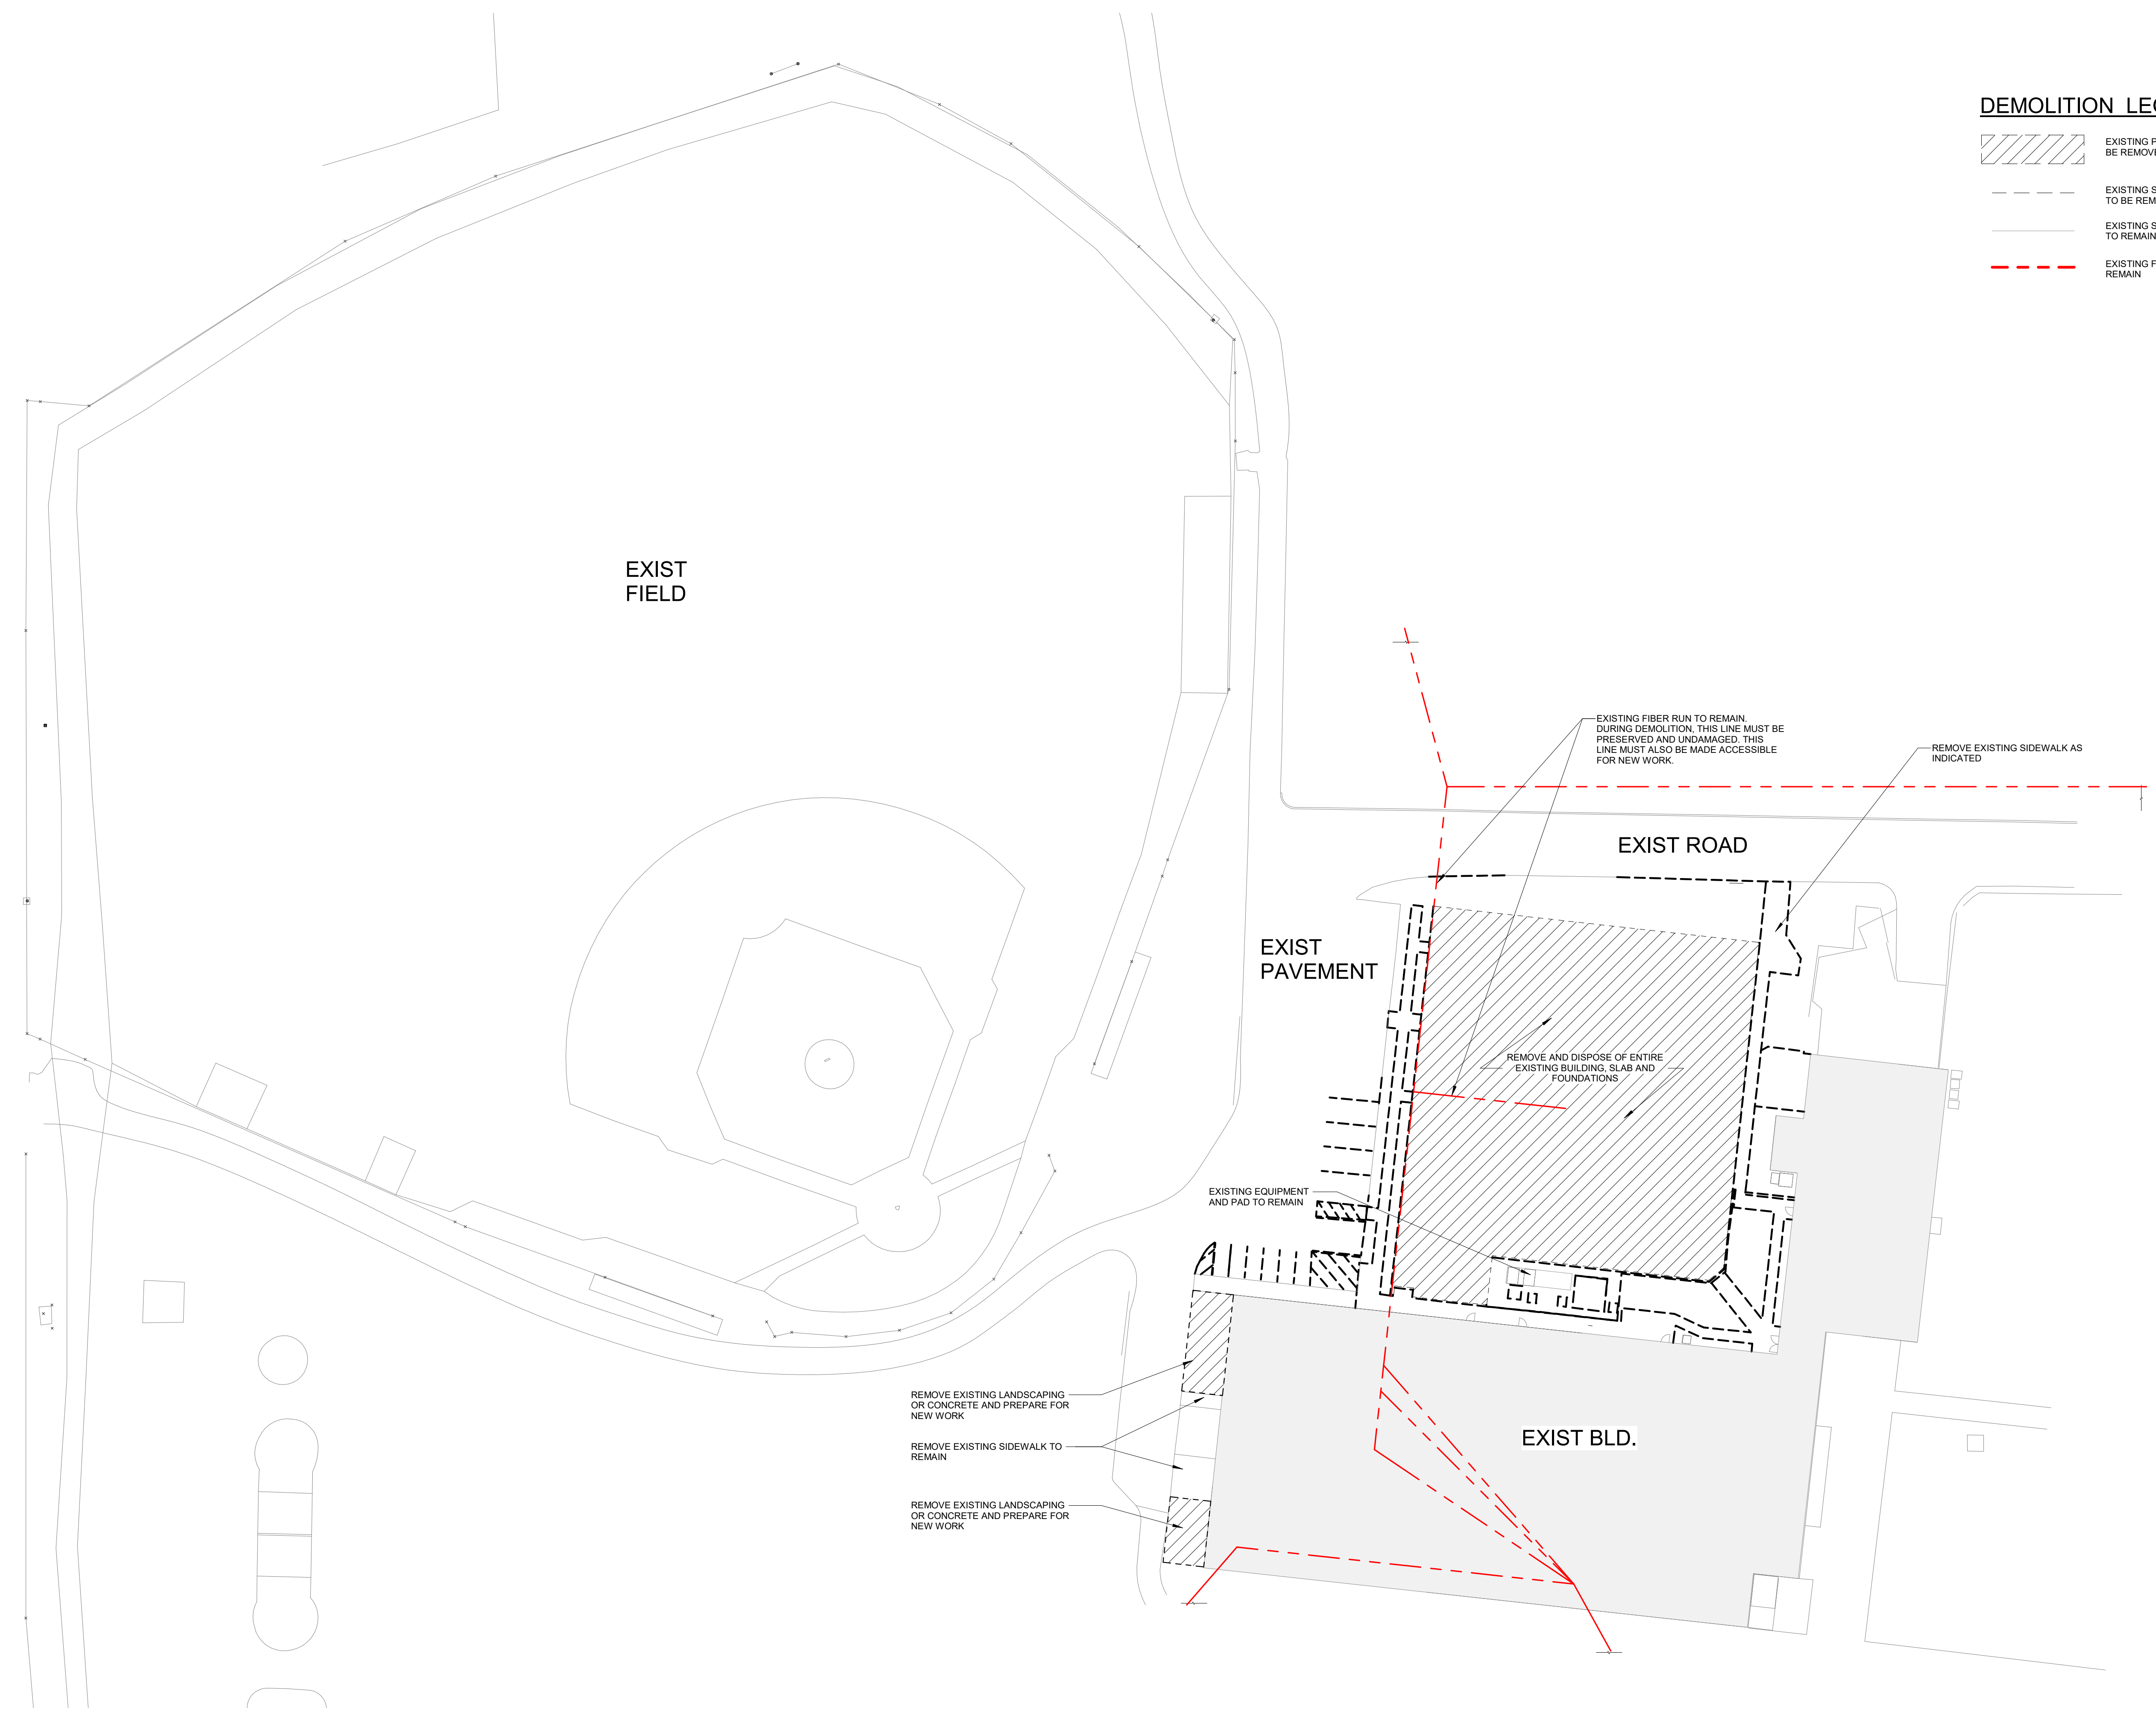 DEMOLITION
EXISTING
BE
EXISTING
TO BE
EXISTING
TO REMAIN
EXISTING
REMAIN
EXIST
FIELD
EXISTING FIBER RUN TO REMAIN.
DURING DEMOLITION, THIS LINE MUST BE
PRESERVED AND UNDAMAGED. THIS
LINE MUST ALSO BE MADE ACCESSIBLE
FOR NEW WORK.
REMOVE EXISTING SIDEWALK AS
INDICATED
EXIST ROAD
EXIST
PAVEMENT
REMOVE AND DISPOSE OF ENTIRE
EXISTING BUILDING, SLAB AND
FOUNDATIONS
EXISTING EQUIPMENT
AND PAD TO REMAIN
REMOVE EXISTING LANDSCAPING
OR CONCRETE AND PREPARE FOR
NEW WORK
REMOVE EXISTING SIDEWALK TO
REMAIN
REMOVE EXISTING LANDSCAPING
OR CONCRETE AND PREPARE FOR
NEW WORK
EXIST BLD.